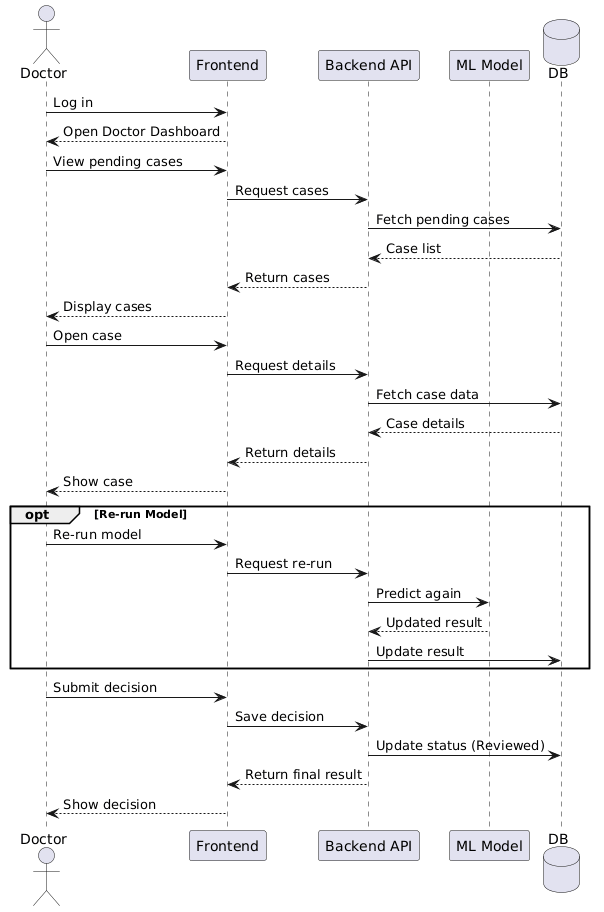 Doctor
Frontend
Backend API
ML Model
DB
Log in
Open Doctor Dashboard
View pending cases
Request cases
Fetch pending cases
Case list
Return cases
Display cases
Open case
Request details
Fetch case data
Case details
Return details
Show case
opt [Re-run Model]
Re-run model
Request re-run
Predict again
Updated result
Update result
Submit decision
Save decision
Update status (Reviewed)
Return final result
Show decision
Doctor
Frontend
Backend API
ML Model
DB